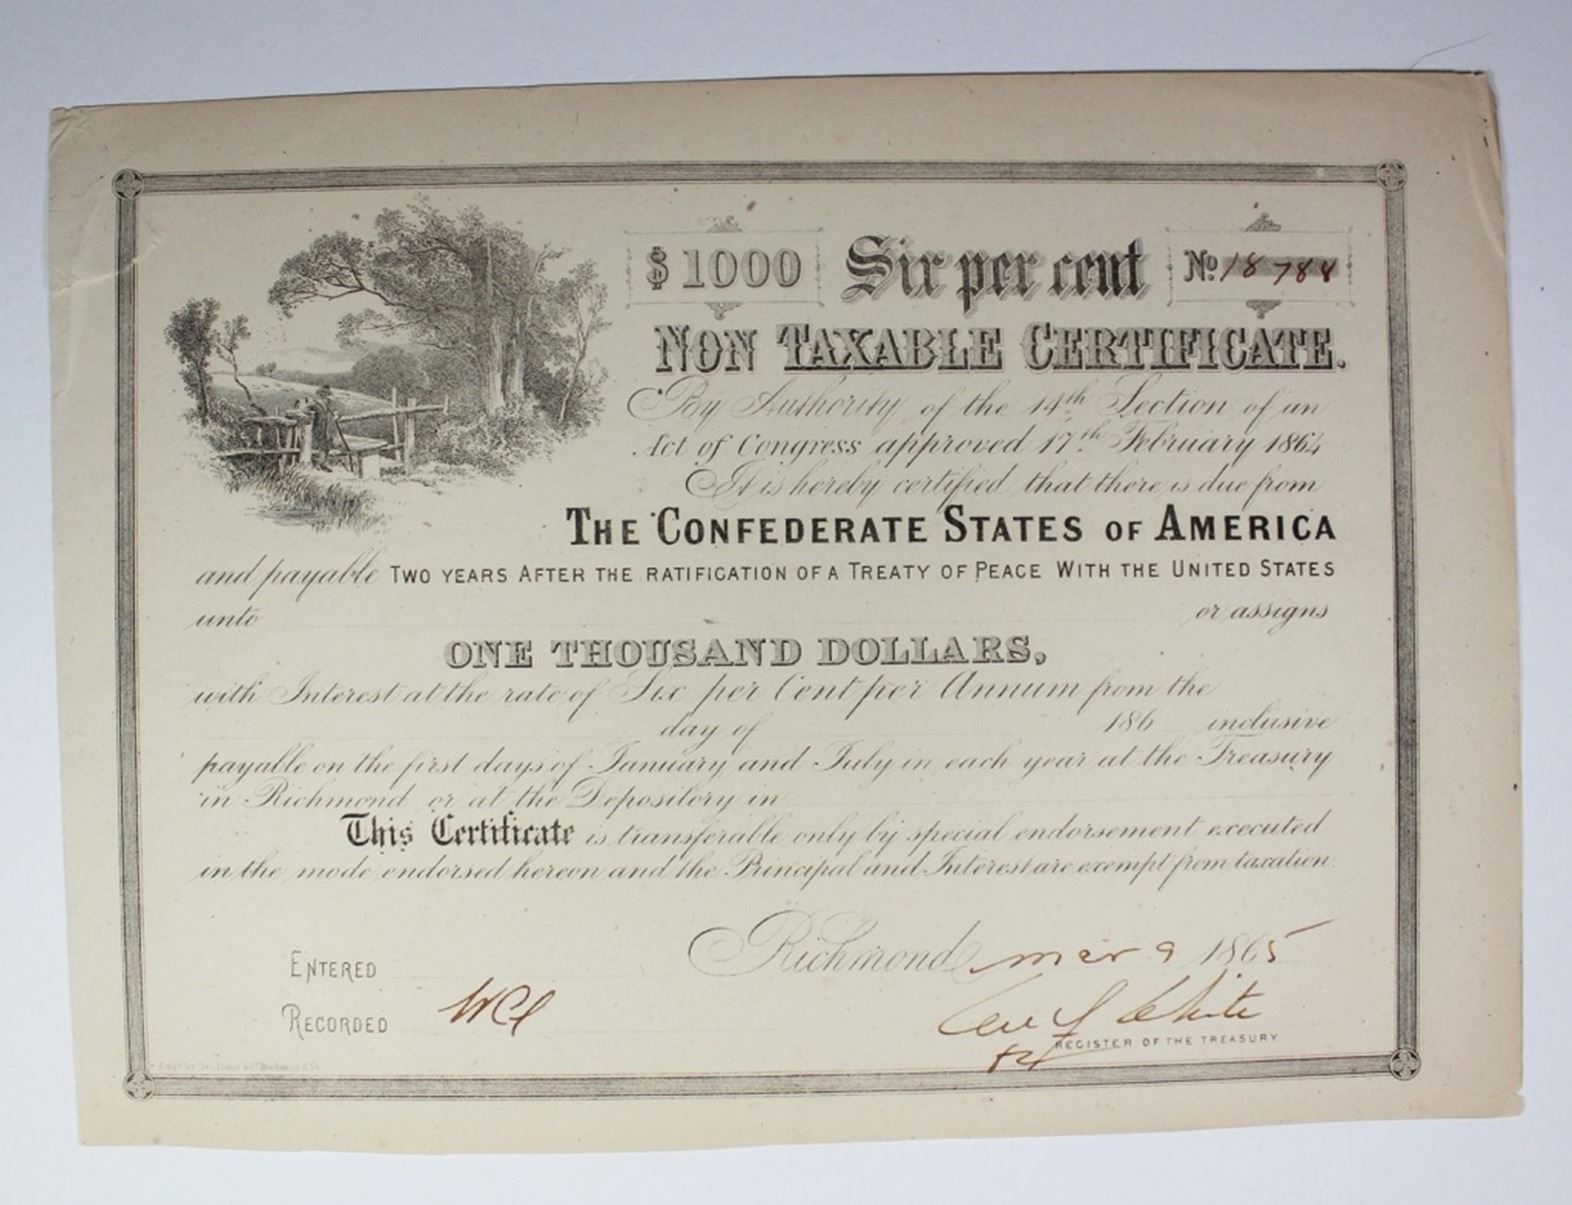 $ 1000 Six per cent No 18 784
NON TAXABLE CERTIFICATE.
By Authority of the 14th Section of an
Act of Congress approved 17th February 1864
It is hereby certified that there is due from
THE CONFEDERATE STATES OF AMERICA
and payable TWO YEARS AFTER THE RATIFICATION OF A TREATY OF PEACE WITH THE UNITED STATES
unto or assigns
ONE THOUSAND DOLLARS,
with Interest at the rate of Six per Cent per Annum from the
day of 186 inclusive
payable on the first days of January and July in each year at the Treasury
in Richmond or at the Depository in
This Certificate is transferable only by special endorsement executed
in the mode endorsed hereon and the Principal and Interest are exempt from taxation.
Richmond mar 9 1865
ENTERED
RECORDED
REGISTER OF THE TREASURY